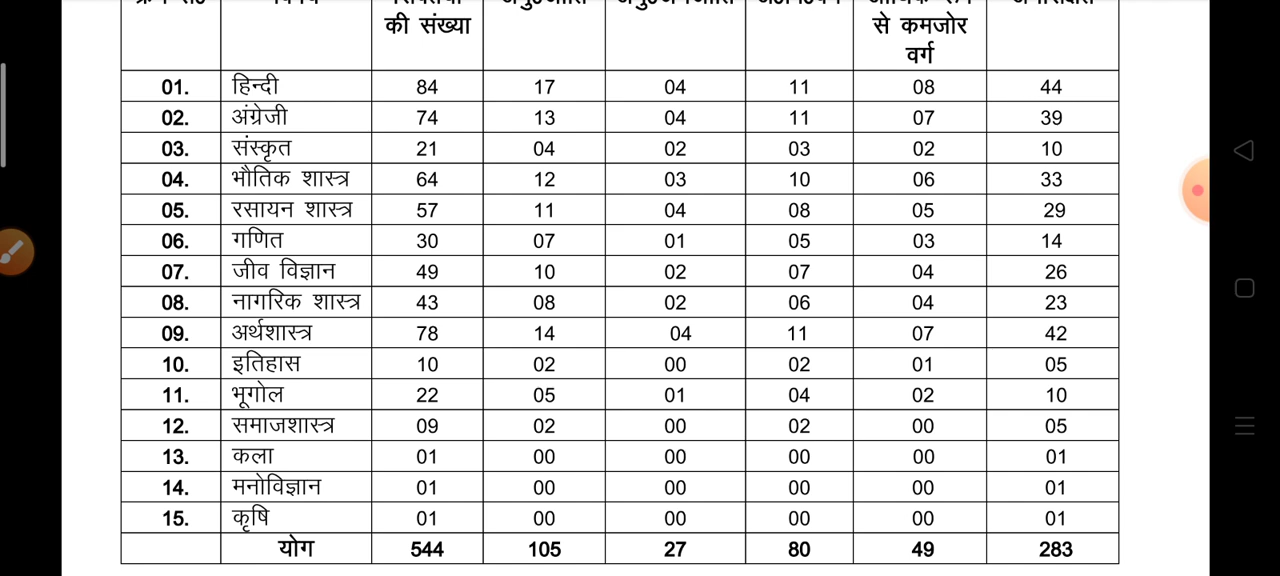 की संख्या
से कमजोर
वर्ग
01. हिन्दी 84 17 04 11 08 44
02. अंग्रेजी 74 13 04 11 07 39
03. संस्कृत 21 04 02 03 02 10
04. भौतिक शास्त्र 64 12 03 10 06 33
05. रसायन शास्त्र 57 11 04 08 05 29
06. गणित 30 07 01 05 03 14
07. जीव विज्ञान 49 10 02 07 04 26
08. नागरिक शास्त्र 43 08 02 06 04 23
09. अर्थशास्त्र 78 14 04 11 07 42
10. इतिहास 10 02 00 02 01 05
11. भूगोल 22 05 01 04 02 10
12. समाजशास्त्र 09 02 00 02 00 05
13. कला 01 00 00 00 00 01
14. मनोविज्ञान 01 00 00 00 00 01
15. कृषि 01 00 00 00 00 01
योग 544 105 27 80 49 283